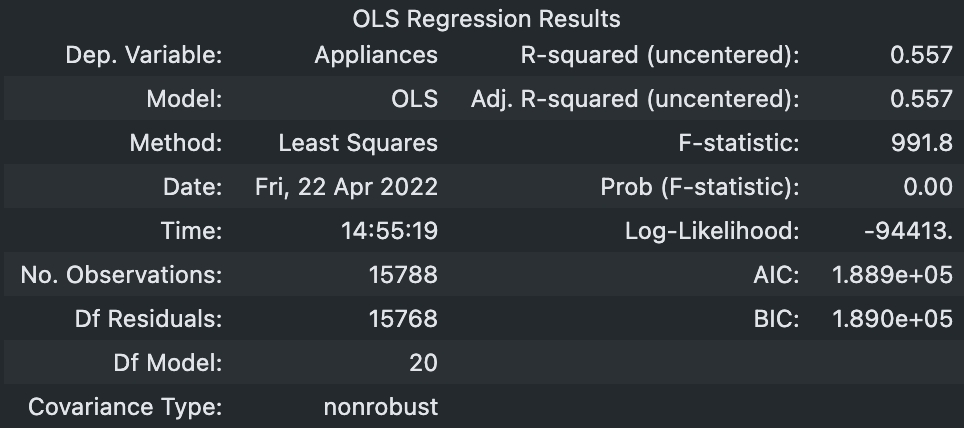 OLS Regression Results
Dep. Variable: Appliances R-squared (uncentered): 0.557
Model: OLS Adj. R-squared (uncentered): 0.557
Method: Least Squares F-statistic: 991.8
Date: Fri, 22 Apr 2022 Prob (F-statistic): 0.00
Time: 14:55:19 Log-Likelihood: -94413.
No. Observations: 15788 AIC: 1.889e+05
Df Residuals: 15768 BIC: 1.890e+05
Df Model: 20
Covariance Type: nonrobust